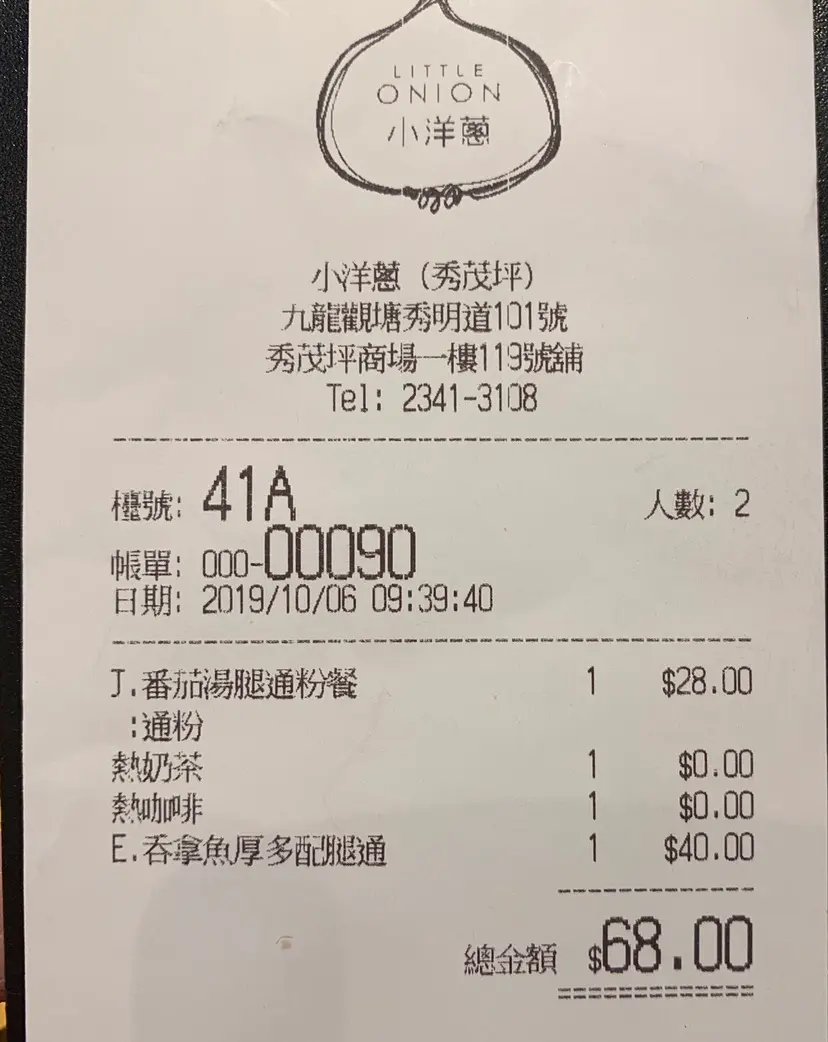 LITTLE
ONION
小洋蔥
小洋蔥 (秀茂坪)
九龍觀塘秀明道101號
秀茂坪商場一樓119號舖
Tel: 2341-3108
檯號: 41A 人數: 2
帳單: 000-00090
日期: 2019/10/06 09:39:40
J.番茄湯腿通粉餐 1 $28.00
:通粉
熱奶茶 1 $0.00
熱咖啡 1 $0.00
E.吞拿魚厚多配腿通 1 $40.00
總金額 $68.00